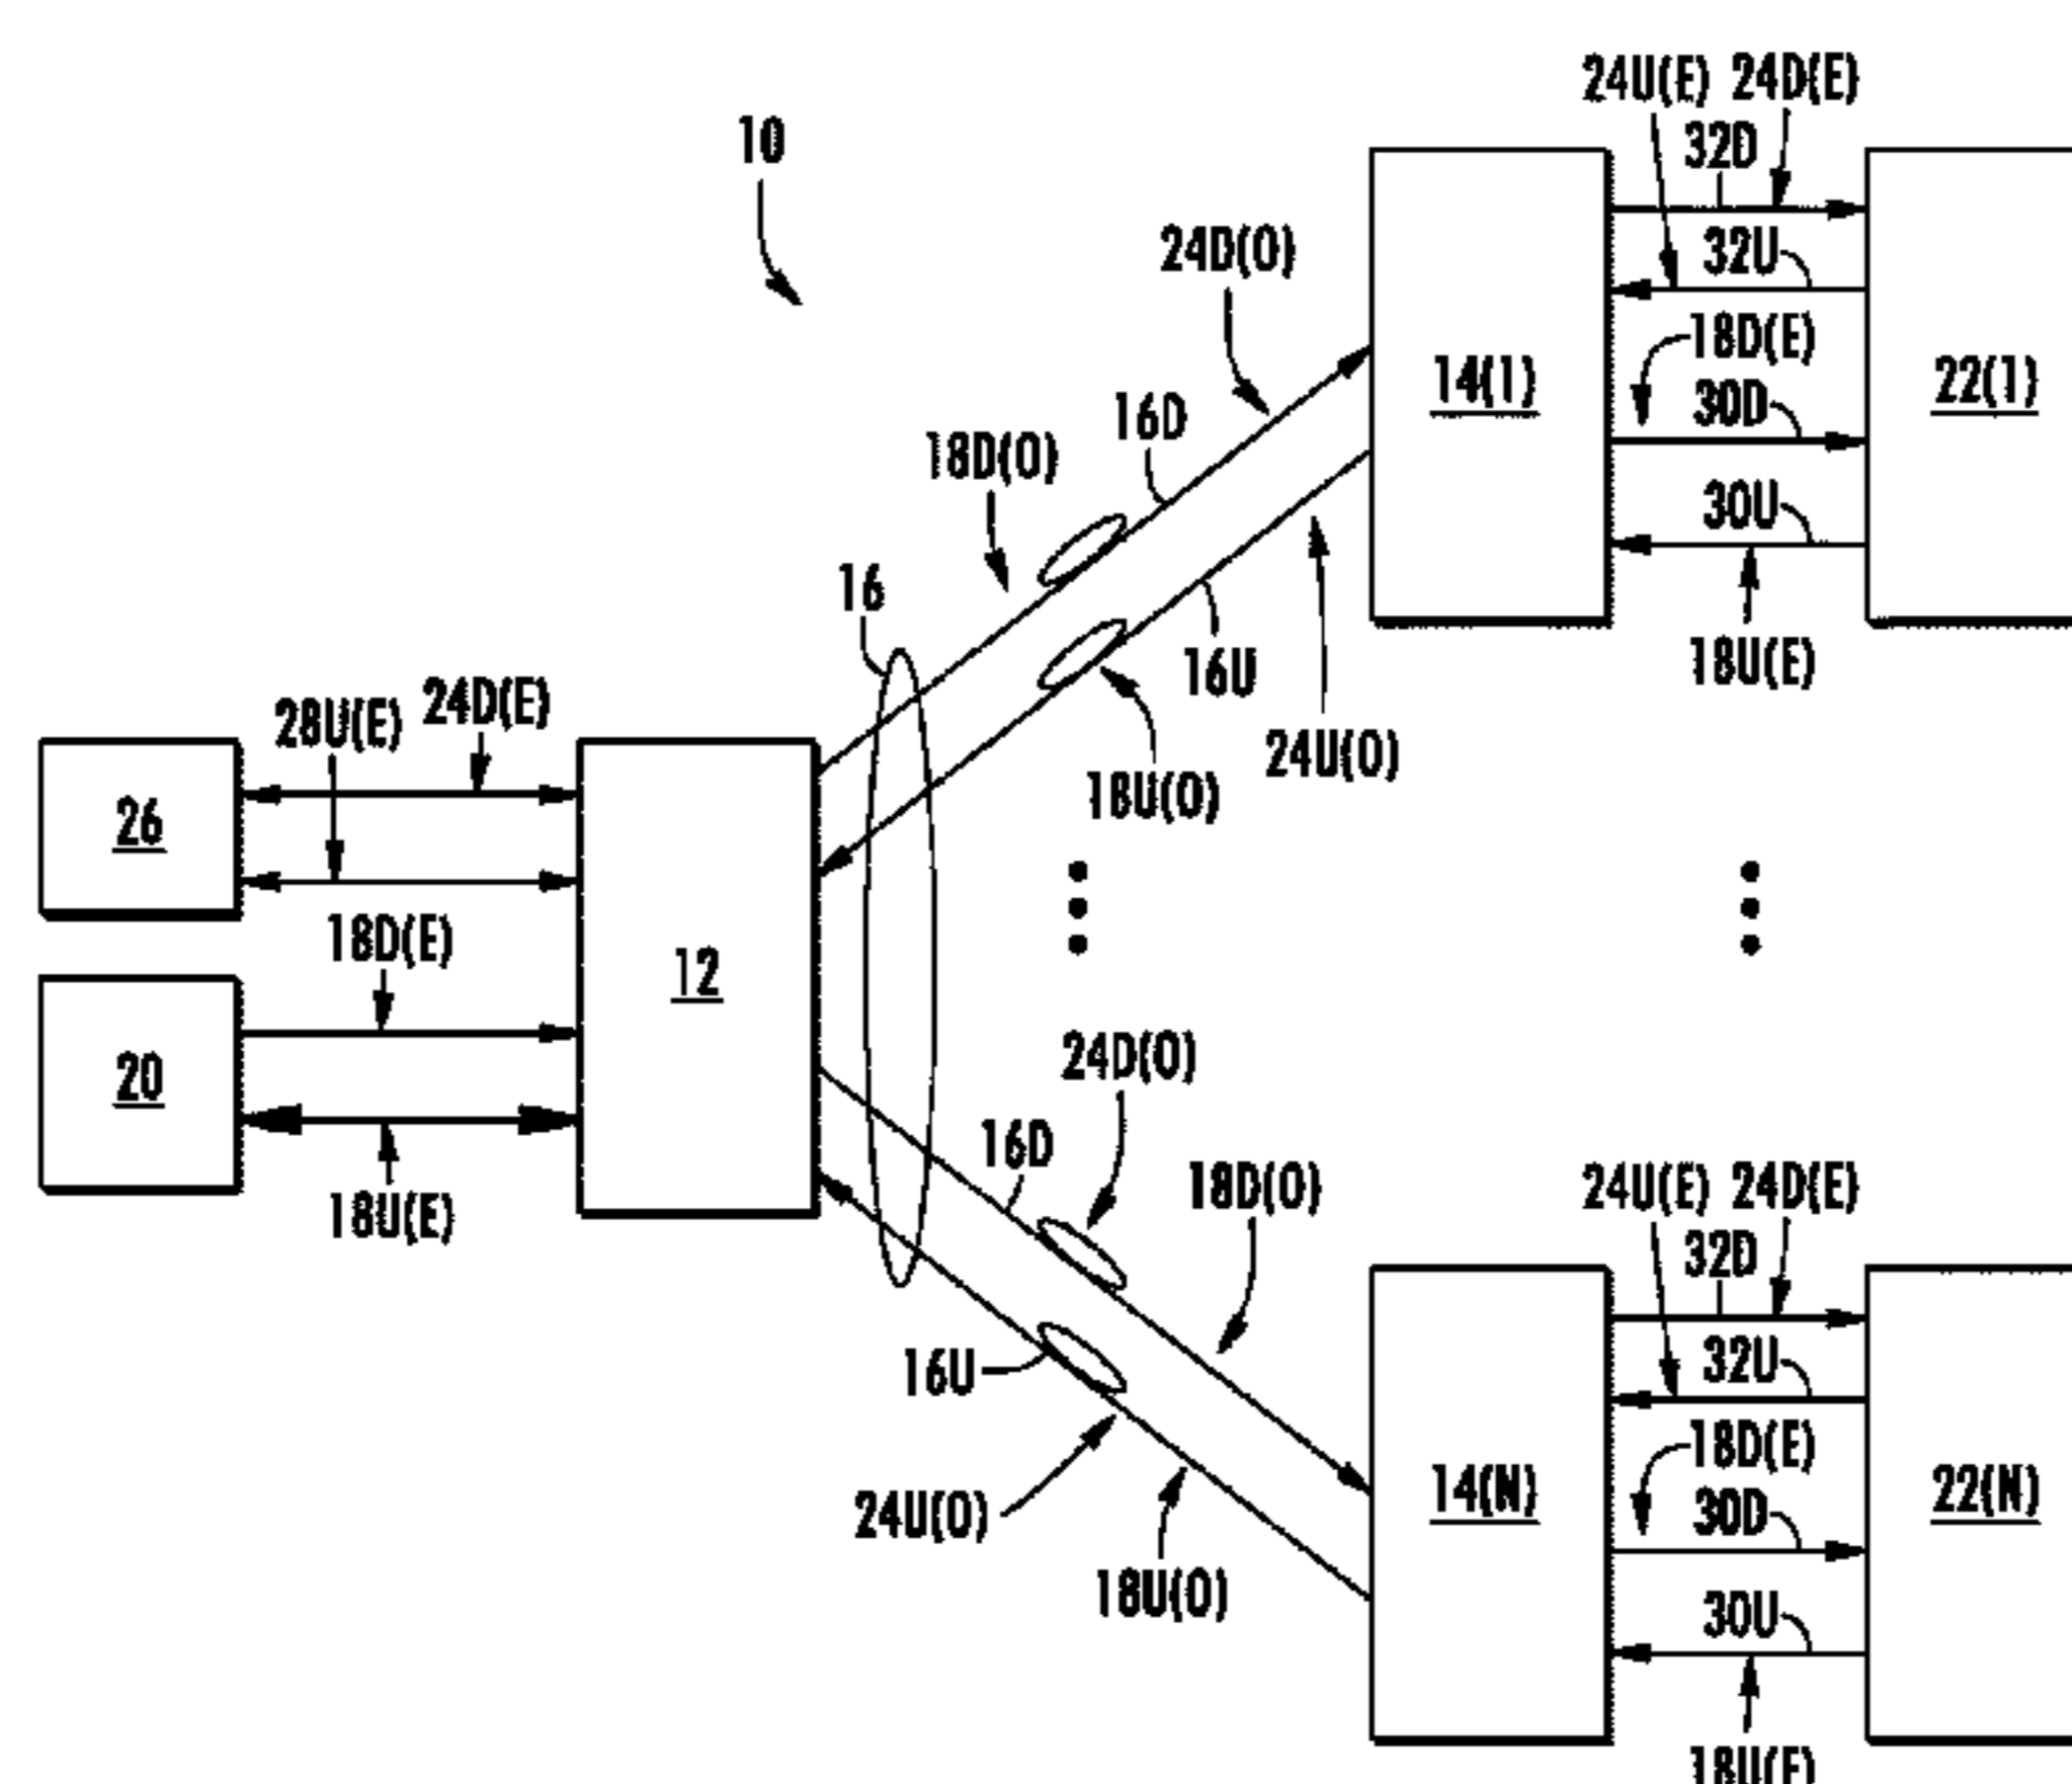 24U(E) 24D(E)
10
32D
24D(O)
32U
18D(E)
14(1)
22(1)
16D
30D
18D(O)
30U
16
16U
18U(E)
28U(E)
24D(E)
24U(O)
18U(O)
26
18D(E)
12
20
24D(O)
16D
18D(O)
24U(E) 24D(E)
18U(E)
32D
16U
32U
18D(E)
14(N)
22(N)
24U(O)
30D
18U(O)
30U
18U(E)